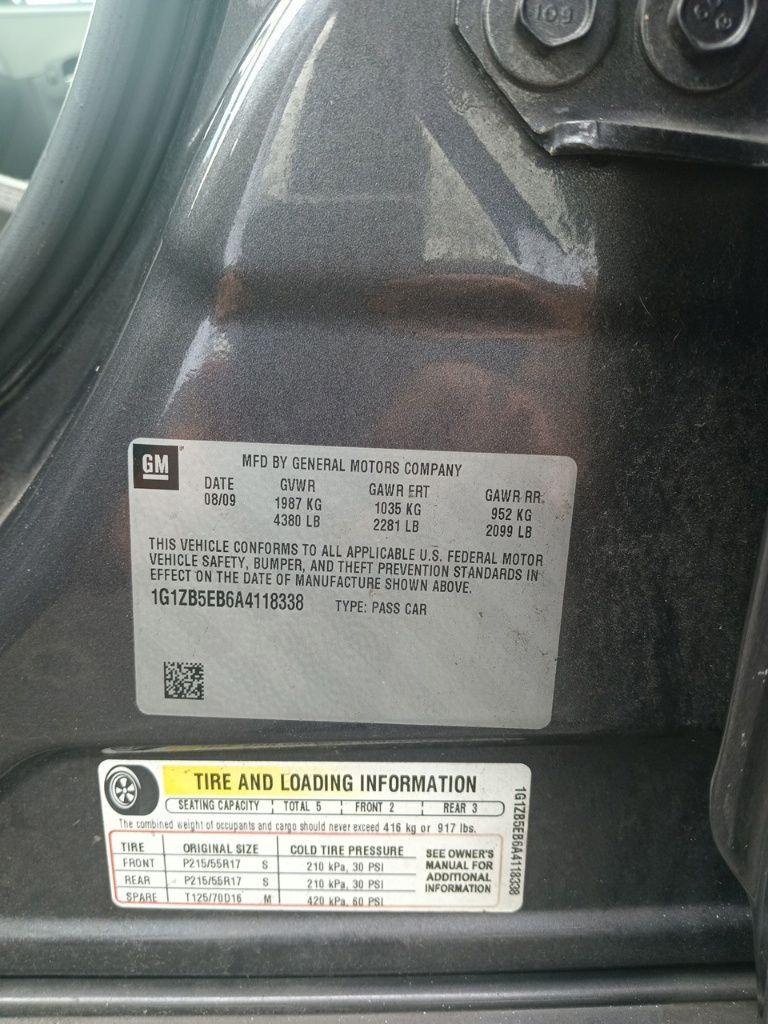 GM
MFD BY GENERAL MOTORS COMPANY
DATE GVWR GAWR FRT GAWR RR
08/09 1987 KG 1035 KG 952 KG
4380 LB 2281 LB 2099 LB
THIS VEHICLE CONFORMS TO ALL APPLICABLE U.S. FEDERAL MOTOR
VEHICLE SAFETY, BUMPER, AND THEFT PREVENTION STANDARDS IN
EFFECT ON THE DATE OF MANUFACTURE SHOWN ABOVE.
1G1ZB5EB6A4118338 TYPE: PASS CAR
TIRE AND LOADING INFORMATION
SEATING CAPACITY TOTAL 5 FRONT 2 REAR 3
The combined weight of occupants and cargo should never exceed 416 kg or 917 lbs.
TIRE ORIGINAL SIZE COLD TIRE PRESSURE
FRONT P215/55R17 S 210 kPa, 30 PSI
REAR P215/55R17 S 210 kPa, 30 PSI
SPARE T125/70D16 M 420 kPa, 60 PSI
SEE OWNER'S
MANUAL FOR
ADDITIONAL
INFORMATION
1G1ZB5EB6A4118338